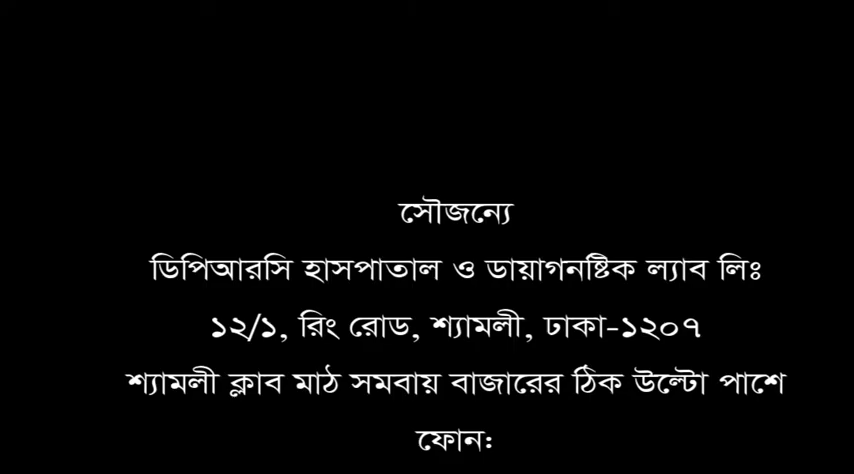 সৌজন্যে
ডিপিআরসি হাসপাতাল ও ডায়াগনষ্টিক ল্যাব লিঃ
১২/১, রিং রোড, শ্যামলী, ঢাকা-১২০৭
শ্যামলী ক্লাব মাঠ সমবায় বাজারের ঠিক উল্টো পাশে
ফোন: